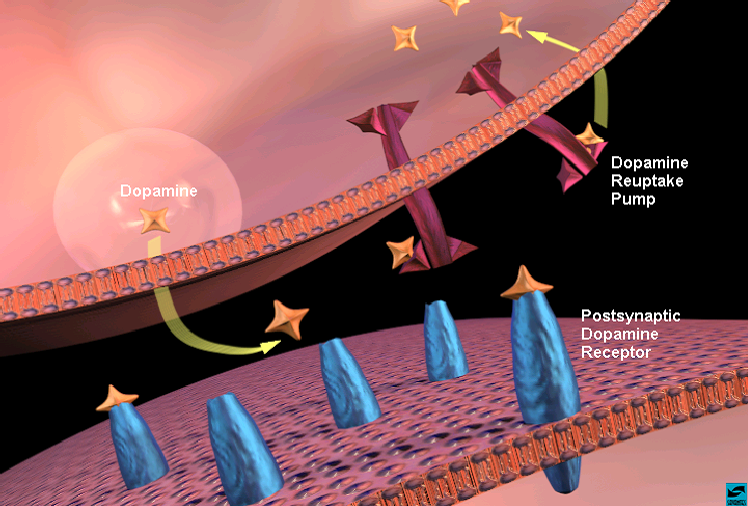 Dopamine
Dopamine
Reuptake
Pump
Postsynaptic
Dopamine
Receptor